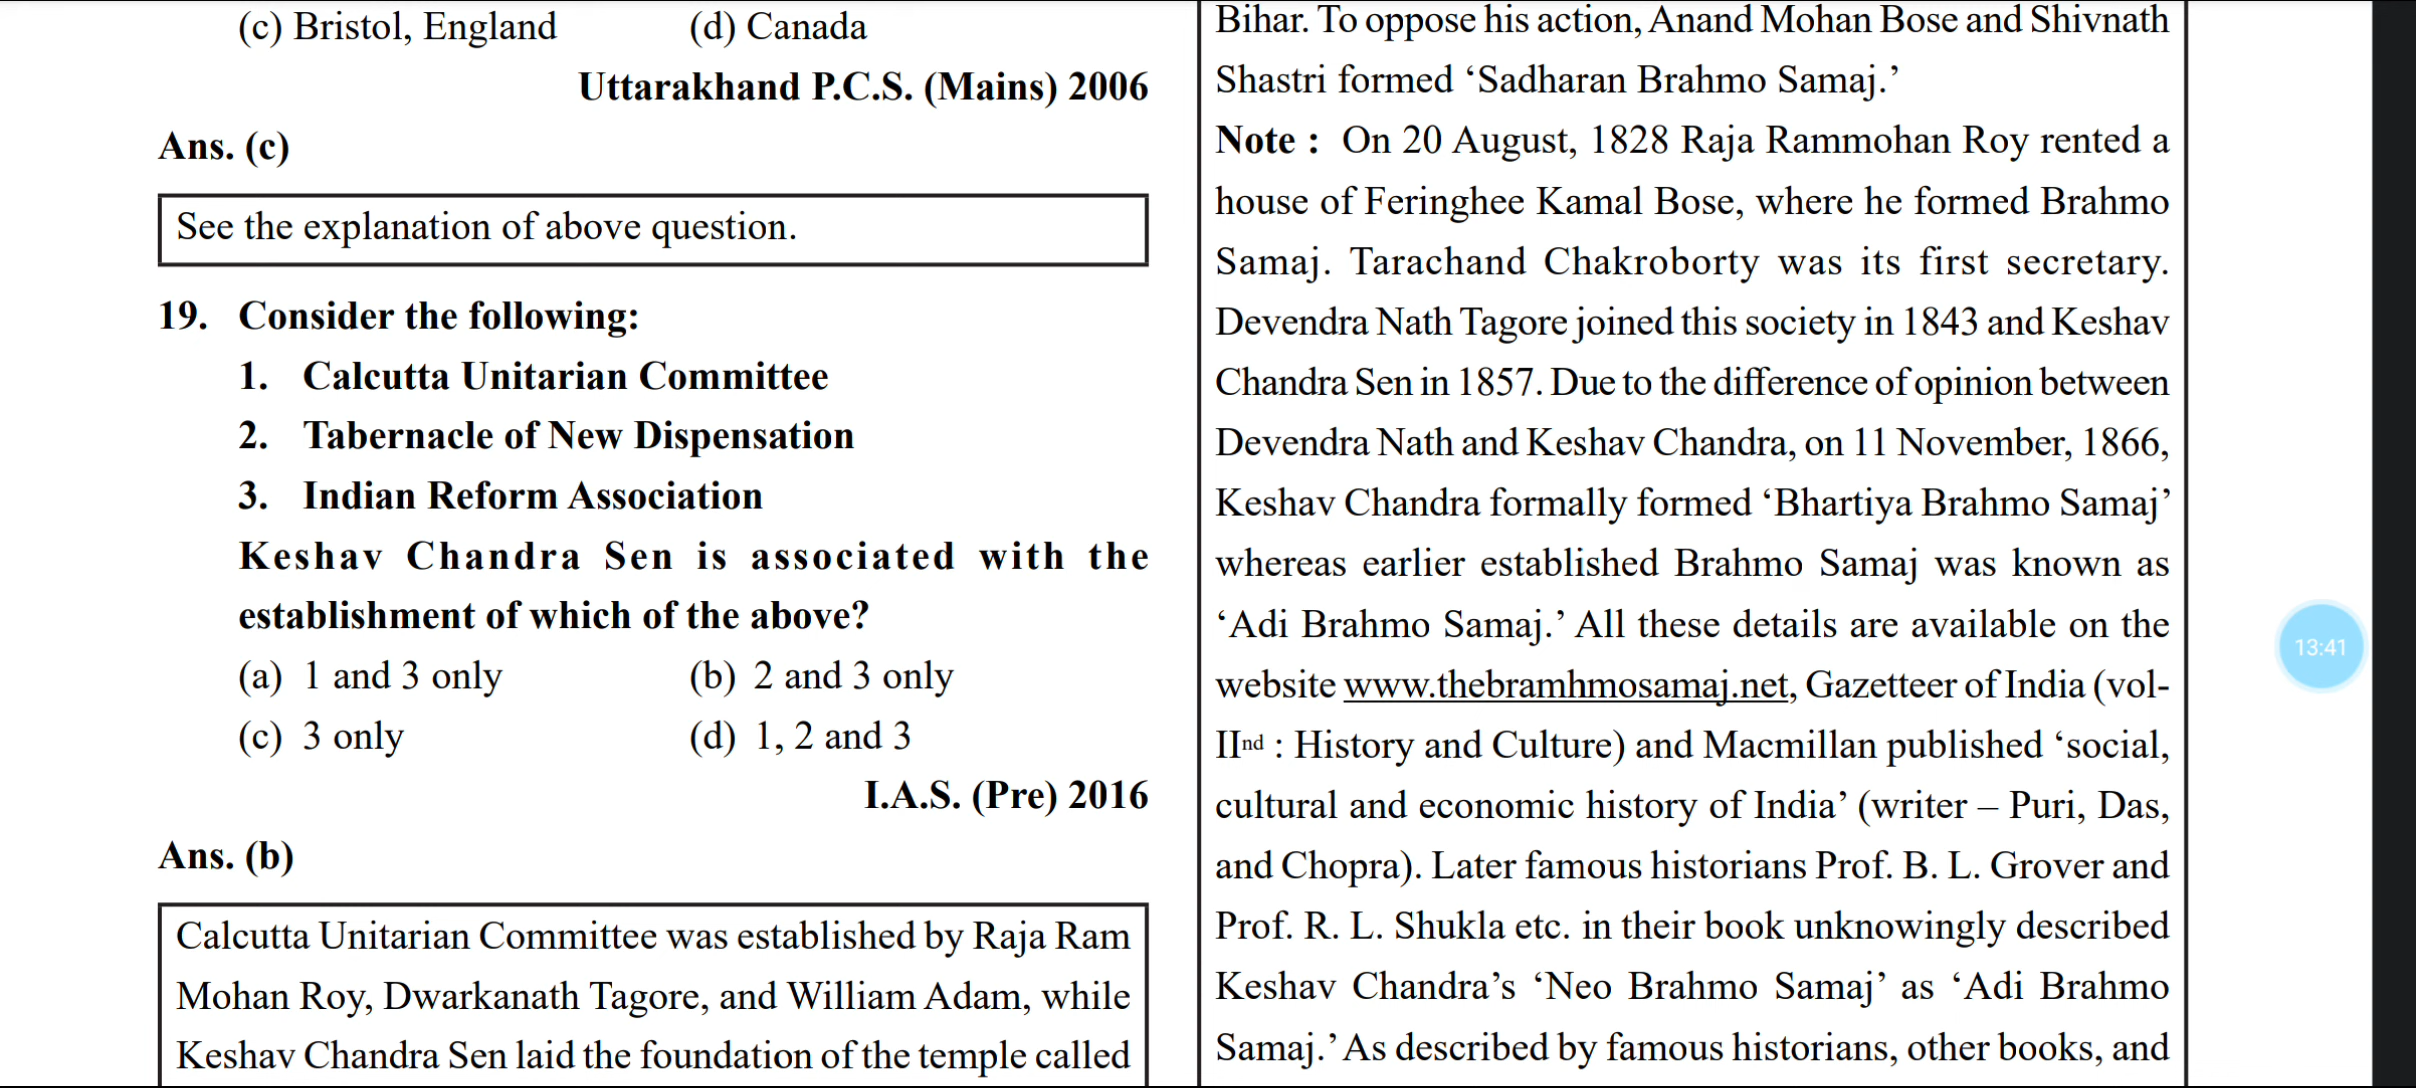 (c) Bristol, England (d) Canada
Uttarakhand P.C.S. (Mains) 2006
Ans. (c)
See the explanation of above question.
19. Consider the following:
1. Calcutta Unitarian Committee
2. Tabernacle of New Dispensation
3. Indian Reform Association
Keshav Chandra Sen is associated with the
establishment of which of the above?
(a) 1 and 3 only (b) 2 and 3 only
(c) 3 only (d) 1, 2 and 3
I.A.S. (Pre) 2016
Ans. (b)
Calcutta Unitarian Committee was established by Raja Ram
Mohan Roy, Dwarkanath Tagore, and William Adam, while
Keshav Chandra Sen laid the foundation of the temple called
Bihar. To oppose his action, Anand Mohan Bose and Shivnath
Shastri formed ‘Sadharan Brahmo Samaj.’
Note : On 20 August, 1828 Raja Rammohan Roy rented a
house of Feringhee Kamal Bose, where he formed Brahmo
Samaj. Tarachand Chakroborty was its first secretary.
Devendra Nath Tagore joined this society in 1843 and Keshav
Chandra Sen in 1857. Due to the difference of opinion between
Devendra Nath and Keshav Chandra, on 11 November, 1866,
Keshav Chandra formally formed ‘Bhartiya Brahmo Samaj’
whereas earlier established Brahmo Samaj was known as
‘Adi Brahmo Samaj.’ All these details are available on the
website www.thebramhmosamaj.net, Gazetteer of India (vol-
IInd : History and Culture) and Macmillan published ‘social,
cultural and economic history of India’ (writer – Puri, Das,
and Chopra). Later famous historians Prof. B. L. Grover and
Prof. R. L. Shukla etc. in their book unknowingly described
Keshav Chandra’s ‘Neo Brahmo Samaj’ as ‘Adi Brahmo
Samaj.’ As described by famous historians, other books, and
13:41